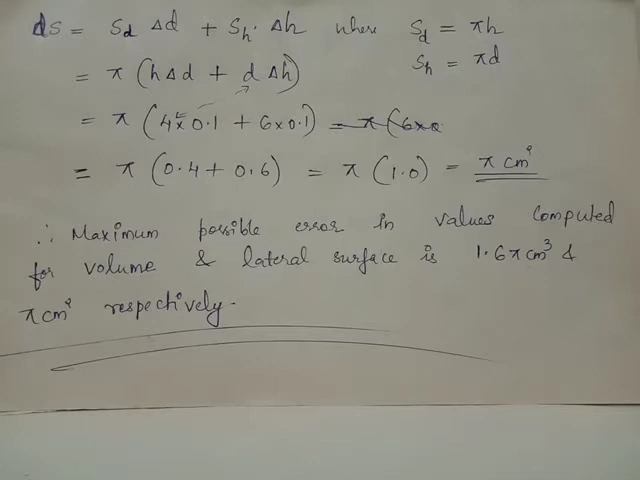 ds = S_d Δd + S_h · Δh where S_d = πh
= π (hΔd + d Δh) S_h = πd
= π (4 × 0.1 + 6 × 0.1) = π (6×0
= π (0.4 + 0.6) = π (1.0) = π cm²
∴ Maximum possible error in values computed
for volume & lateral surface is 1.6π cm³ &
π cm² respectively.